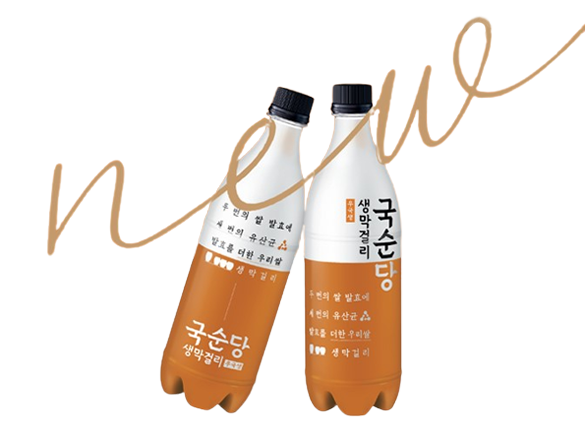 new
두 번의 쌀 발효에
세 번의 유산균
발효를 더한 우리쌀
생막걸리
국순당
생막걸리
국순당
생막걸리
우국생
두 번의 쌀 발효에
세 번의 유산균
발효를 더한 우리쌀
생막걸리